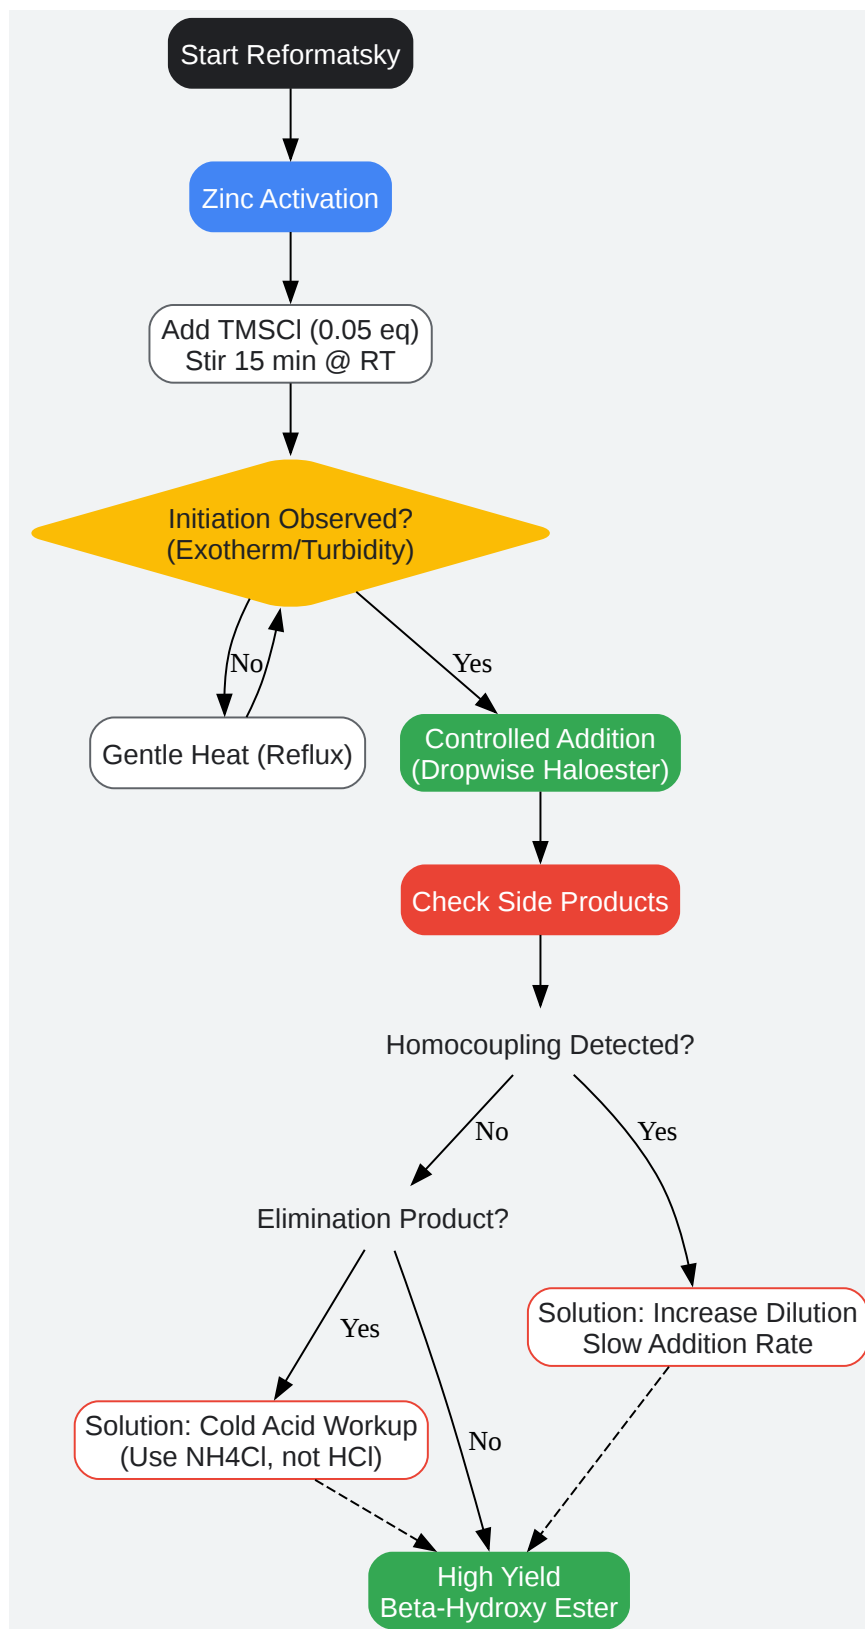 Start Reformatsky
Zinc Activation
Add TMSCl (0.05 eq)
Stir 15 min @ RT
Initiation Observed?
(Exotherm/Turbidity)
No
Yes
Gentle Heat (Reflux)
Controlled Addition
(Dropwise Haloester)
Check Side Products
Homocoupling Detected?
No
Yes
Elimination Product?
Yes
Solution: Increase Dilution
Slow Addition Rate
Solution: Cold Acid Workup
(Use NH4Cl, not HCl)
No
High Yield
Beta-Hydroxy Ester